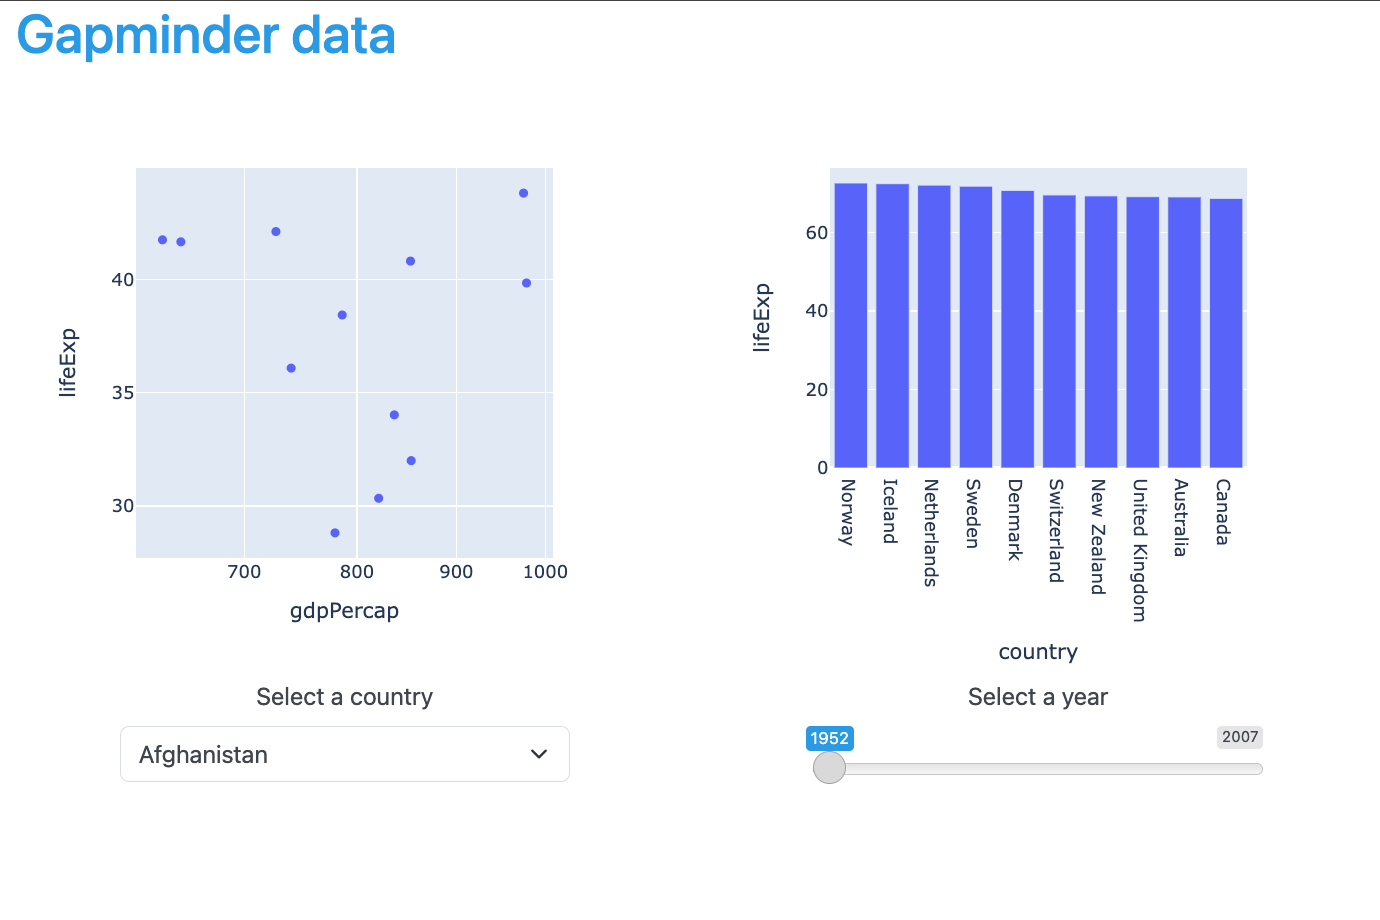 Gapminder data
lifeExp
40
35
30
700 800 900 1000
gdpPercap
Select a country
Afghanistan
lifeExp
60
40
20
0
Norway
Iceland
Netherlands
Sweden
Denmark
Switzerland
New Zealand
United Kingdom
Australia
Canada
country
Select a year
1952 2007